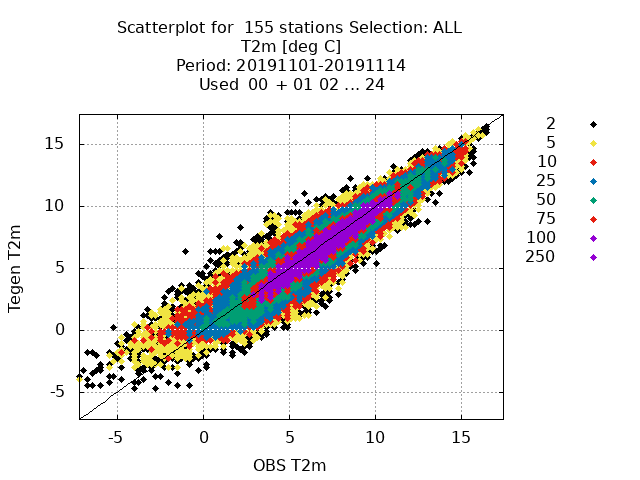 Scatterplot for  155 stations Selection: ALL
T2m [deg C]
Period: 20191101-20191114
Used  00 + 01 02 ... 24
2
5
10
25
50
75
100
250
15
10
5
0
-5
Tegen T2m
-5 0 5 10 15
OBS T2m